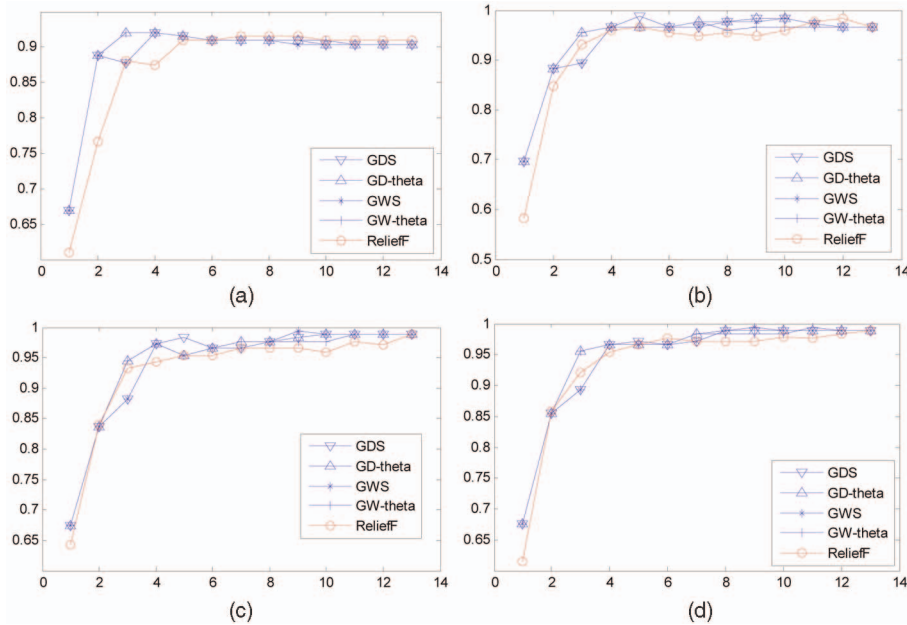 0.9
0.85
0.8
0.75
0.7
0.65
0 2 4 6 8 10 12 14
GDS
GD-theta
GWS
GW-theta
ReliefF
(a)
1
0.9
0.8
0.7
0.6
0.5
0 2 4 6 8 10 12 14
GDS
GD-theta
GWS
GW-theta
ReliefF
(b)
1
0.95
0.9
0.85
0.8
0.75
0.7
0.65
0 2 4 6 8 10 12 14
GDS
GD-theta
GWS
GW-theta
ReliefF
(c)
1
0.95
0.9
0.85
0.8
0.75
0.7
0.65
0 2 4 6 8 10 12 14
GDS
GD-theta
GWS
GW-theta
ReliefF
(d)